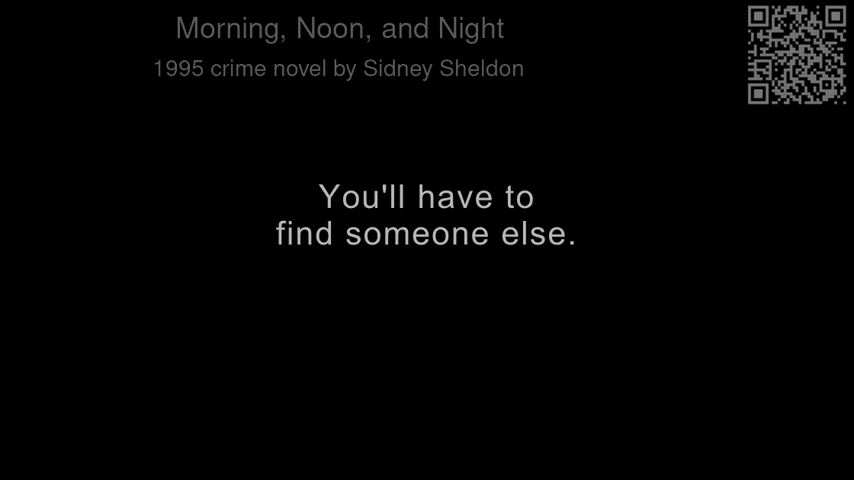 Morning, Noon, and Night
1995 crime novel by Sidney Sheldon
You'll have to
find someone else.